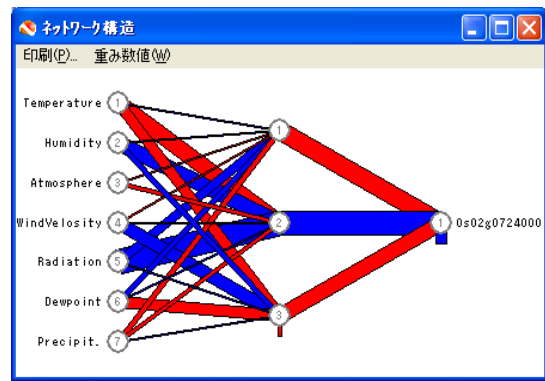 ネットワーク構造
印刷(P)... 重み数値(W)
Temperature 1
Humidity 2
Atmosphere 3
WindVelosity 4
Radiation 5
Dewpoint 6
Precipit. 7
1
2
3
1 0s02g0724000